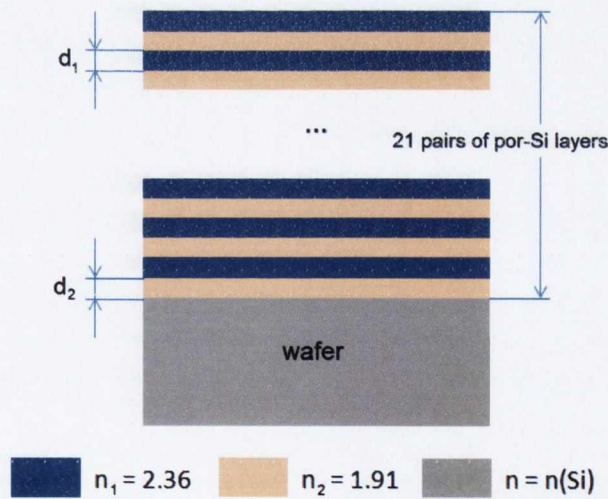 d₁
...
21 pairs of por-Si layers
d₂
wafer
n₁ = 2.36 n₂ = 1.91 n = n(Si)